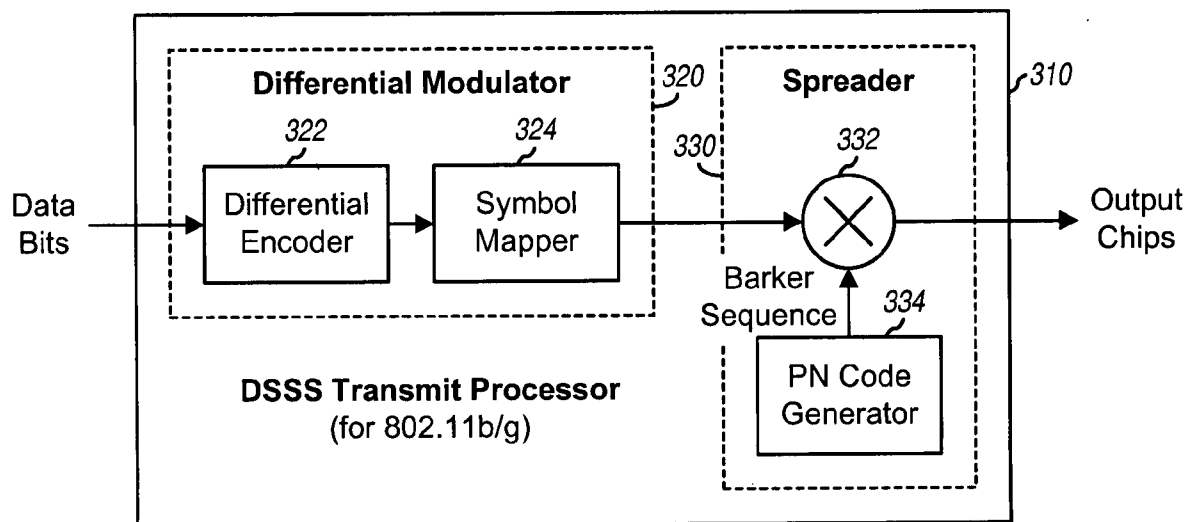 Differential Modulator
320
Spreader
310
322
324
330
332
Data
Bits
Differential
Encoder
Symbol
Mapper
Output
Chips
Barker
Sequence
334
PN Code
Generator
DSSS Transmit Processor
(for 802.11b/g)